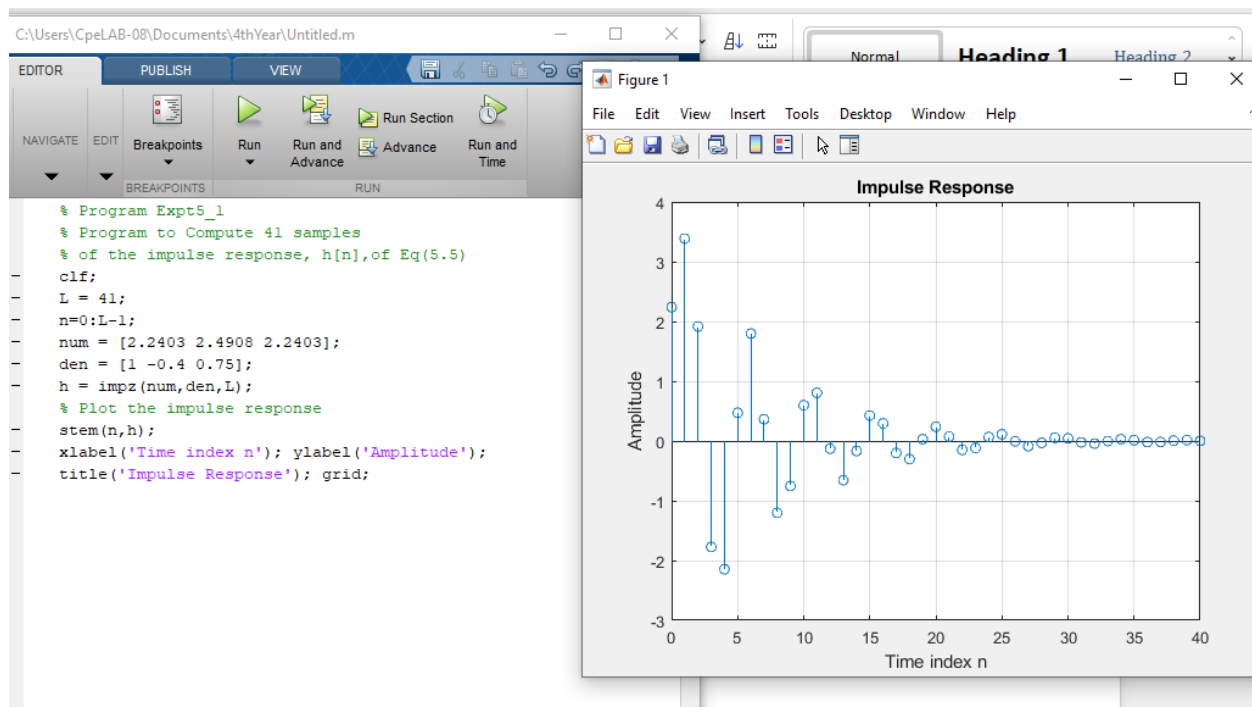 C:\Users\CpeLAB-08\Documents\4thYear\Untitled.m
EDITOR PUBLISH VIEW
NAVIGATE EDIT Breakpoints Run Run and Advance Run Section Advance Run and Time
BREAKPOINTS RUN
% Program Expt5_1
% Program to Compute 41 samples
% of the impulse response, h[n],of Eq(5.5)
clf;
L = 41;
n=0:L-1;
num = [2.2403 2.4908 2.2403];
den = [1 -0.4 0.75];
h = impz(num,den,L);
% Plot the impulse response
stem(n,h);
xlabel('Time index n'); ylabel('Amplitude');
title('Impulse Response'); grid;
Normal Heading 1 Heading 2
Figure 1
File Edit View Insert Tools Desktop Window Help
Impulse Response
4
3
2
1
0
-1
-2
-3
Amplitude
0 5 10 15 20 25 30 35 40
Time index n